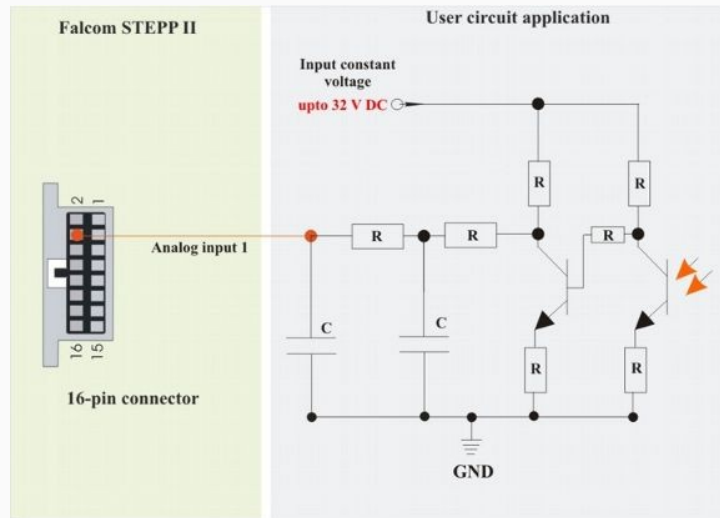 Falcom STEPP II
User circuit application
Input constant
voltage
upto 32 V DC
R
R
2
1
Analog input 1
R
R
R
C
C
R
R
16
15
16-pin connector
GND